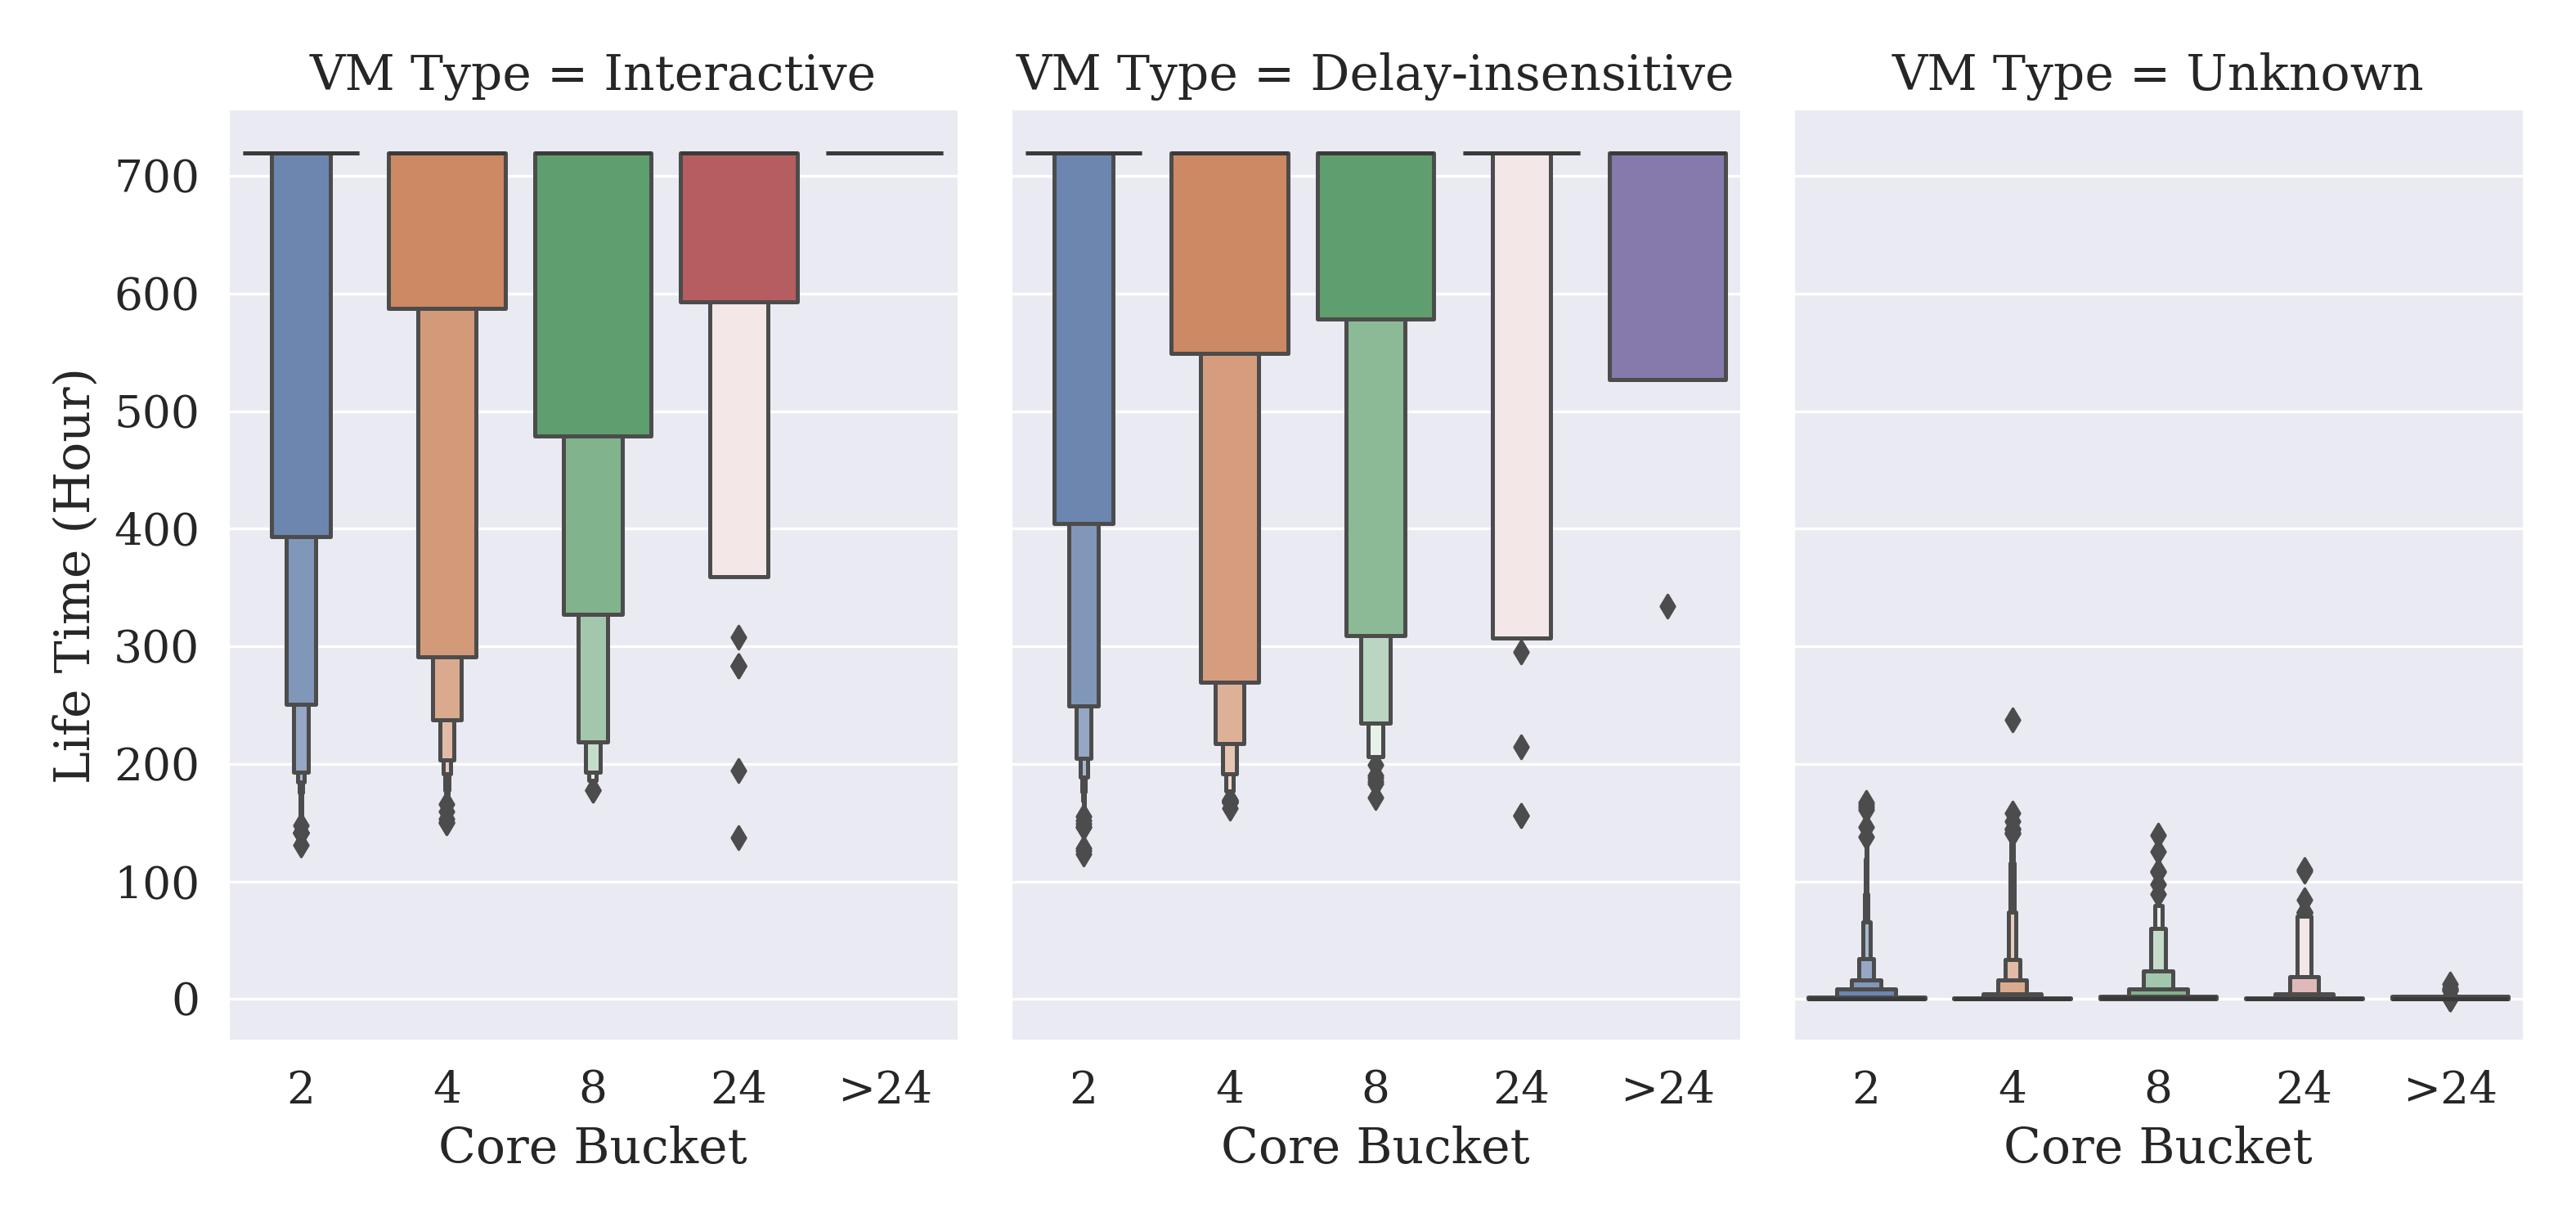 VM Type = Interactive
VM Type = Delay-insensitive
VM Type = Unknown
Life Time (Hour)
700
600
500
400
300
200
100
0
2 4 8 24 >24
2 4 8 24 >24
2 4 8 24 >24
Core Bucket
Core Bucket
Core Bucket